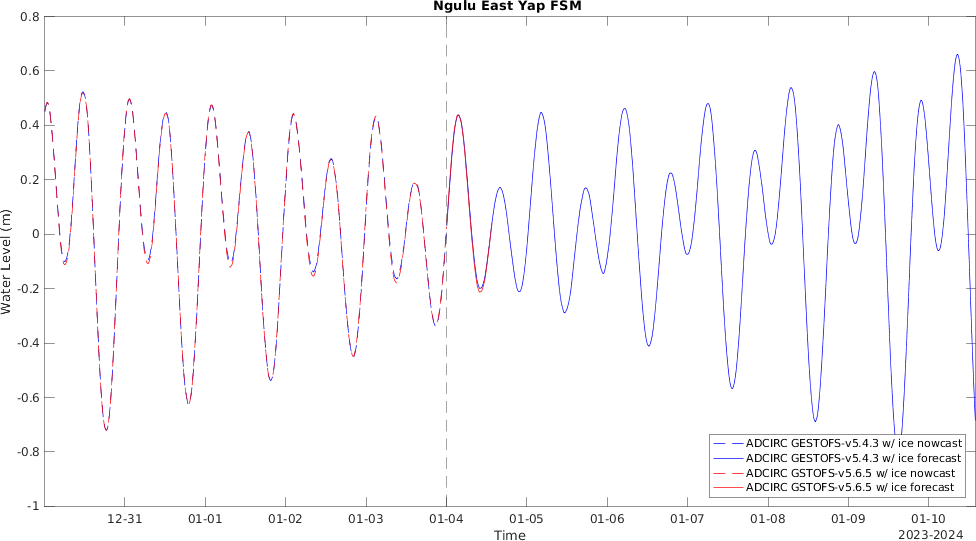 Ngulu East Yap FSM
0.8
0.6
0.4
0.2
0
-0.2
-0.4
-0.6
-0.8
-1
Water Level (m)
ADCIRC GESTOFS-v5.4.3 w/ ice nowcast
ADCIRC GESTOFS-v5.4.3 w/ ice forecast
ADCIRC GSTOFS-v5.6.5 w/ ice nowcast
ADCIRC GSTOFS-v5.6.5 w/ ice forecast
12-31 01-01 01-02 01-03 01-04 01-05 01-06 01-07 01-08 01-09 01-10
Time
2023-2024